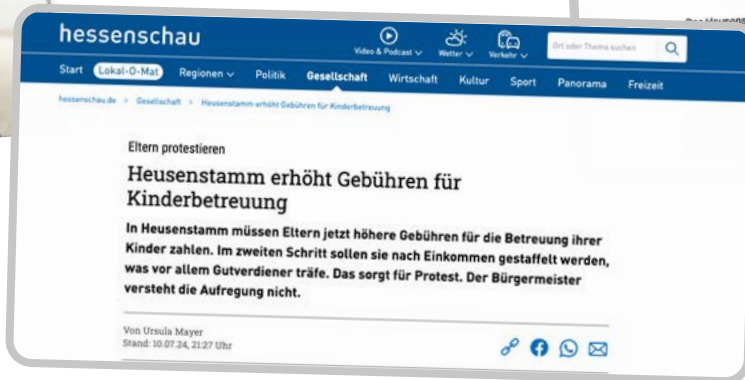 hessenschau
Video & Podcast
Wetter
Verkehr
Ort oder Thema suchen
Start Lokal-O-Mat Regionen Politik Gesellschaft Wirtschaft Kultur Sport Panorama Freizeit
hessenschau.de > Gesellschaft > Heusenstamm erhöht Gebühren für Kinderbetreuung
Eltern protestieren
Heusenstamm erhöht Gebühren für
Kinderbetreuung
In Heusenstamm müssen Eltern jetzt höhere Gebühren für die Betreuung ihrer
Kinder zahlen. Im zweiten Schritt sollen sie nach Einkommen gestaffelt werden,
was vor allem Gutverdiener träfe. Das sorgt für Protest. Der Bürgermeister
versteht die Aufregung nicht.
Von Ursula Mayer
Stand: 10.07.24, 21:27 Uhr